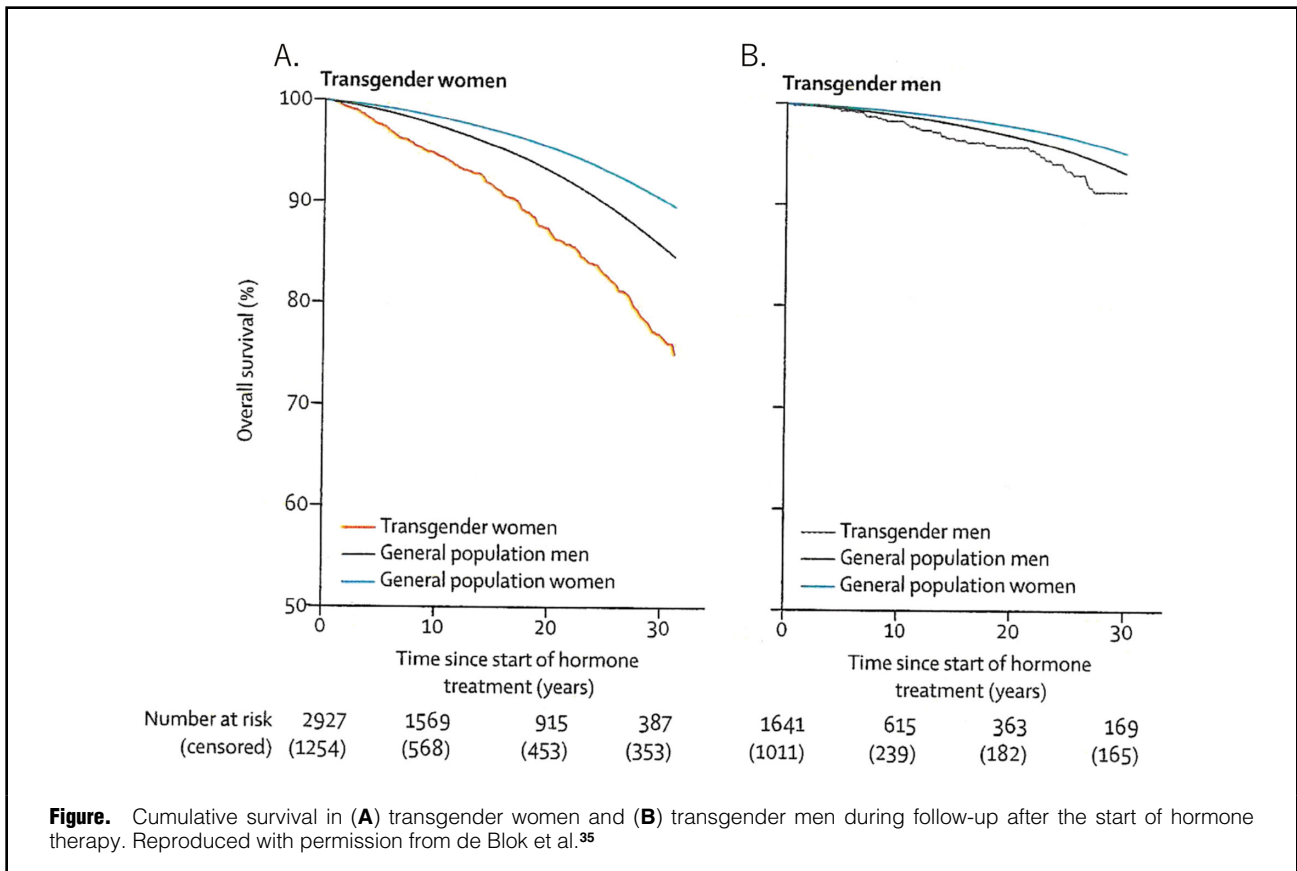 A.
Transgender women
100
90
80
70
60
50
Overall survival (%)
Transgender women
General population men
General population women
0 10 20 30
Time since start of hormone
treatment (years)
B.
Transgender men
Transgender men
General population men
General population women
0 10 20 30
Time since start of hormone
treatment (years)
Number at risk 2927 1569 915 387 1641 615 363 169
(censored) (1254) (568) (453) (353) (1011) (239) (182) (165)
Figure. Cumulative survival in (A) transgender women and (B) transgender men during follow-up after the start of hormone
therapy. Reproduced with permission from de Blok et al.35